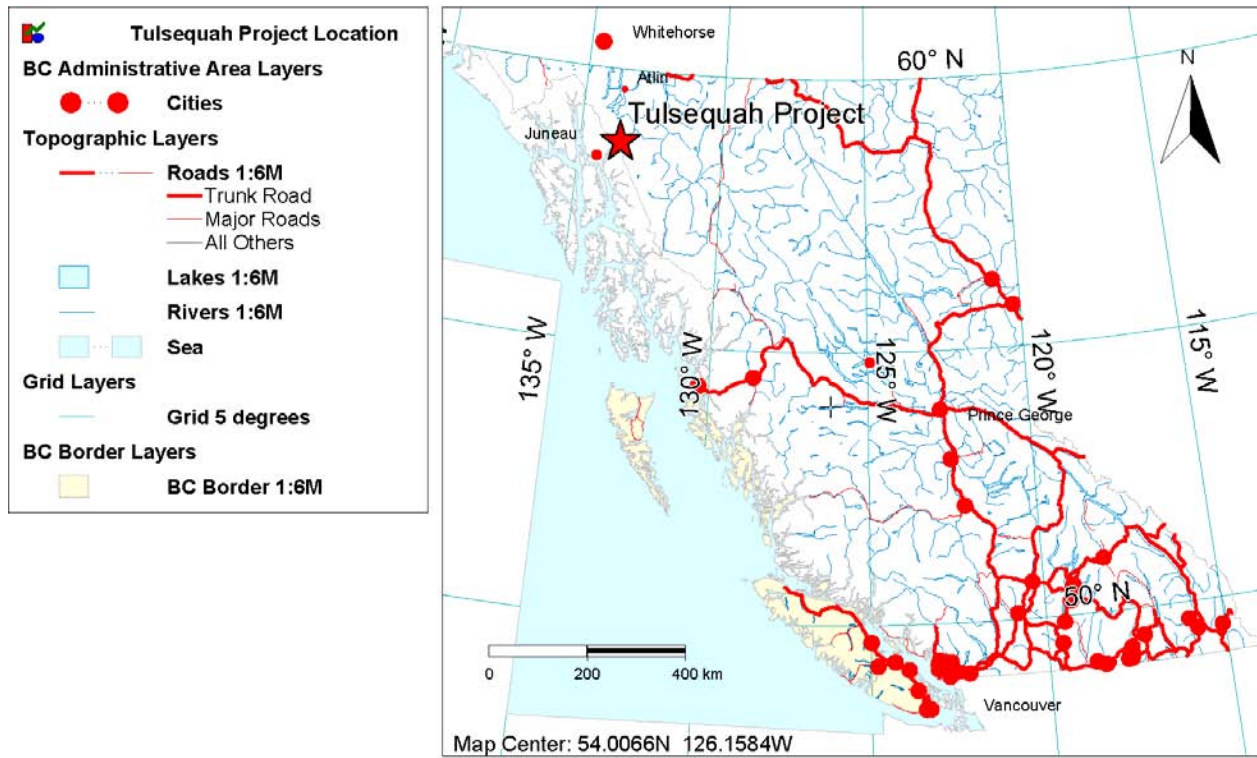 Tulsequah Project Location
BC Administrative Area Layers
Cities
Topographic Layers
Roads 1:6M
Trunk Road
Major Roads
All Others
Lakes 1:6M
Rivers 1:6M
Sea
Grid Layers
Grid 5 degrees
BC Border Layers
BC Border 1:6M
Whitehorse
60° N
N
Atlin
Tulsequah Project
Juneau
135° W
130° W
125° W
120° W
115° W
Prince George
50° N
0 200 400 km
Vancouver
Map Center: 54.0066N 126.1584W